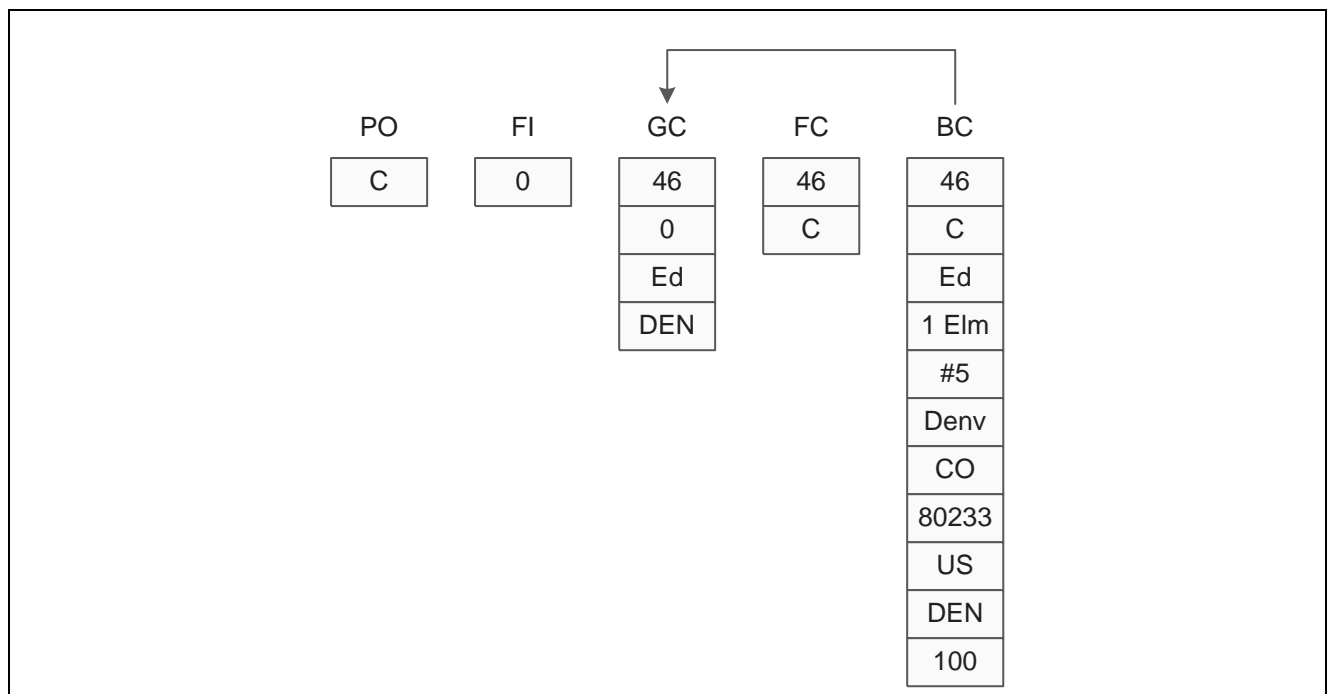 PO FI GC FC BC
C 0 46 46 46
0 C C
Ed Ed
DEN 1 Elm
#5
Denv
CO
80233
US
DEN
100